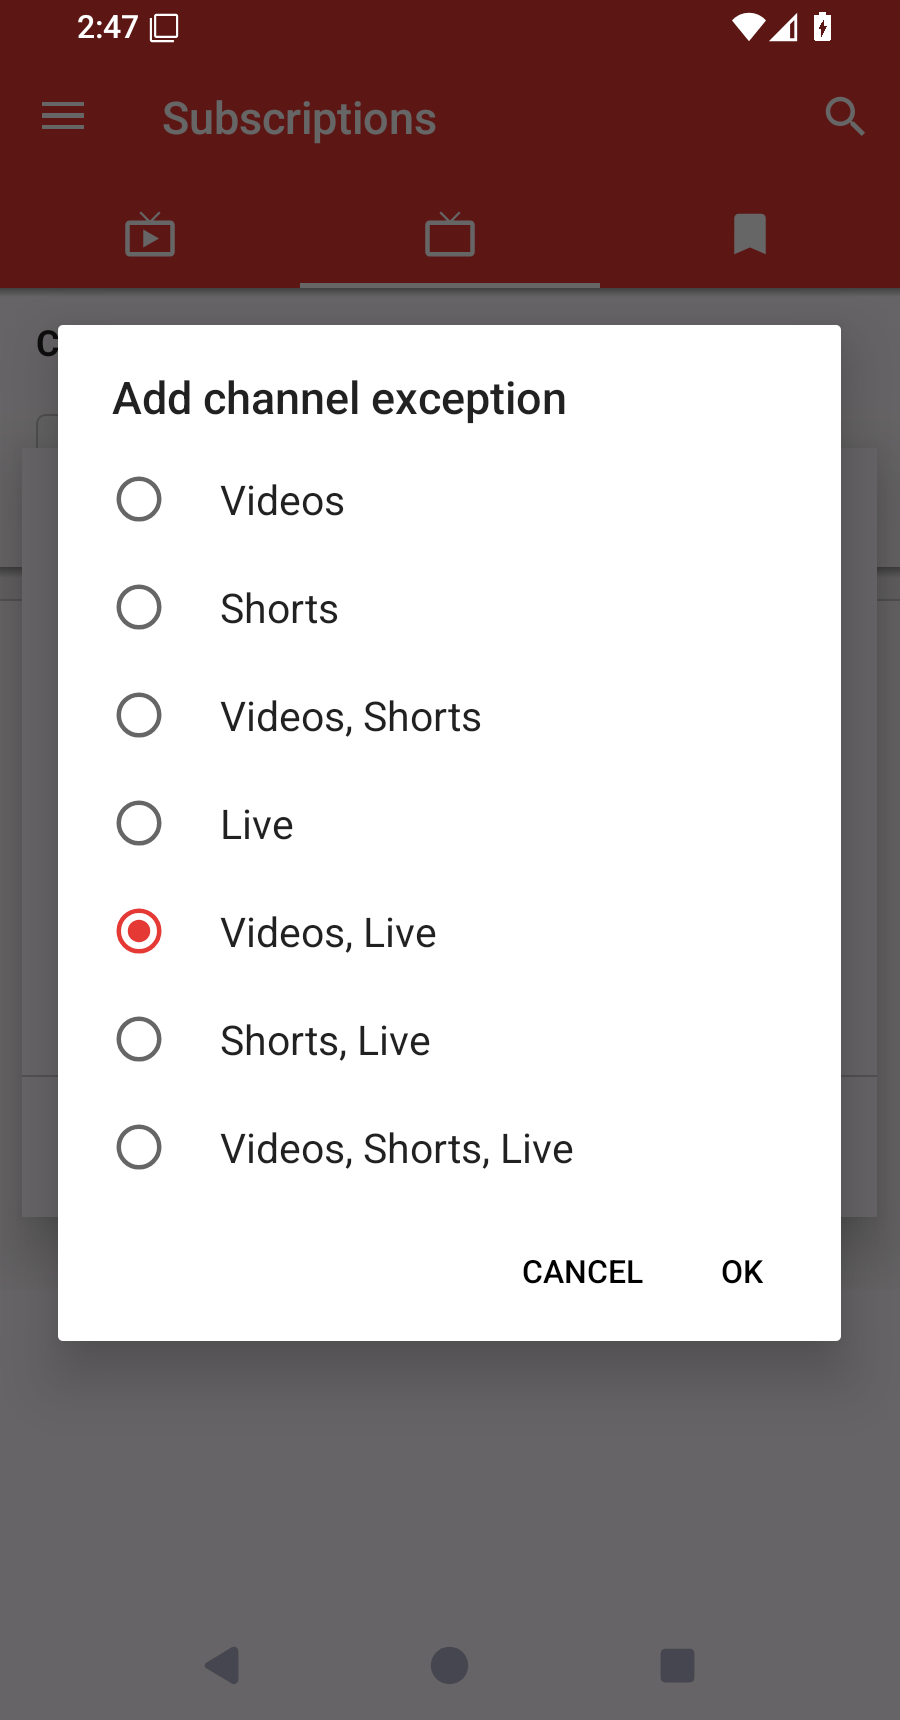 2:47
Subscriptions
C
Add channel exception
Videos
Shorts
Videos, Shorts
Live
Videos, Live
Shorts, Live
Videos, Shorts, Live
CANCEL OK